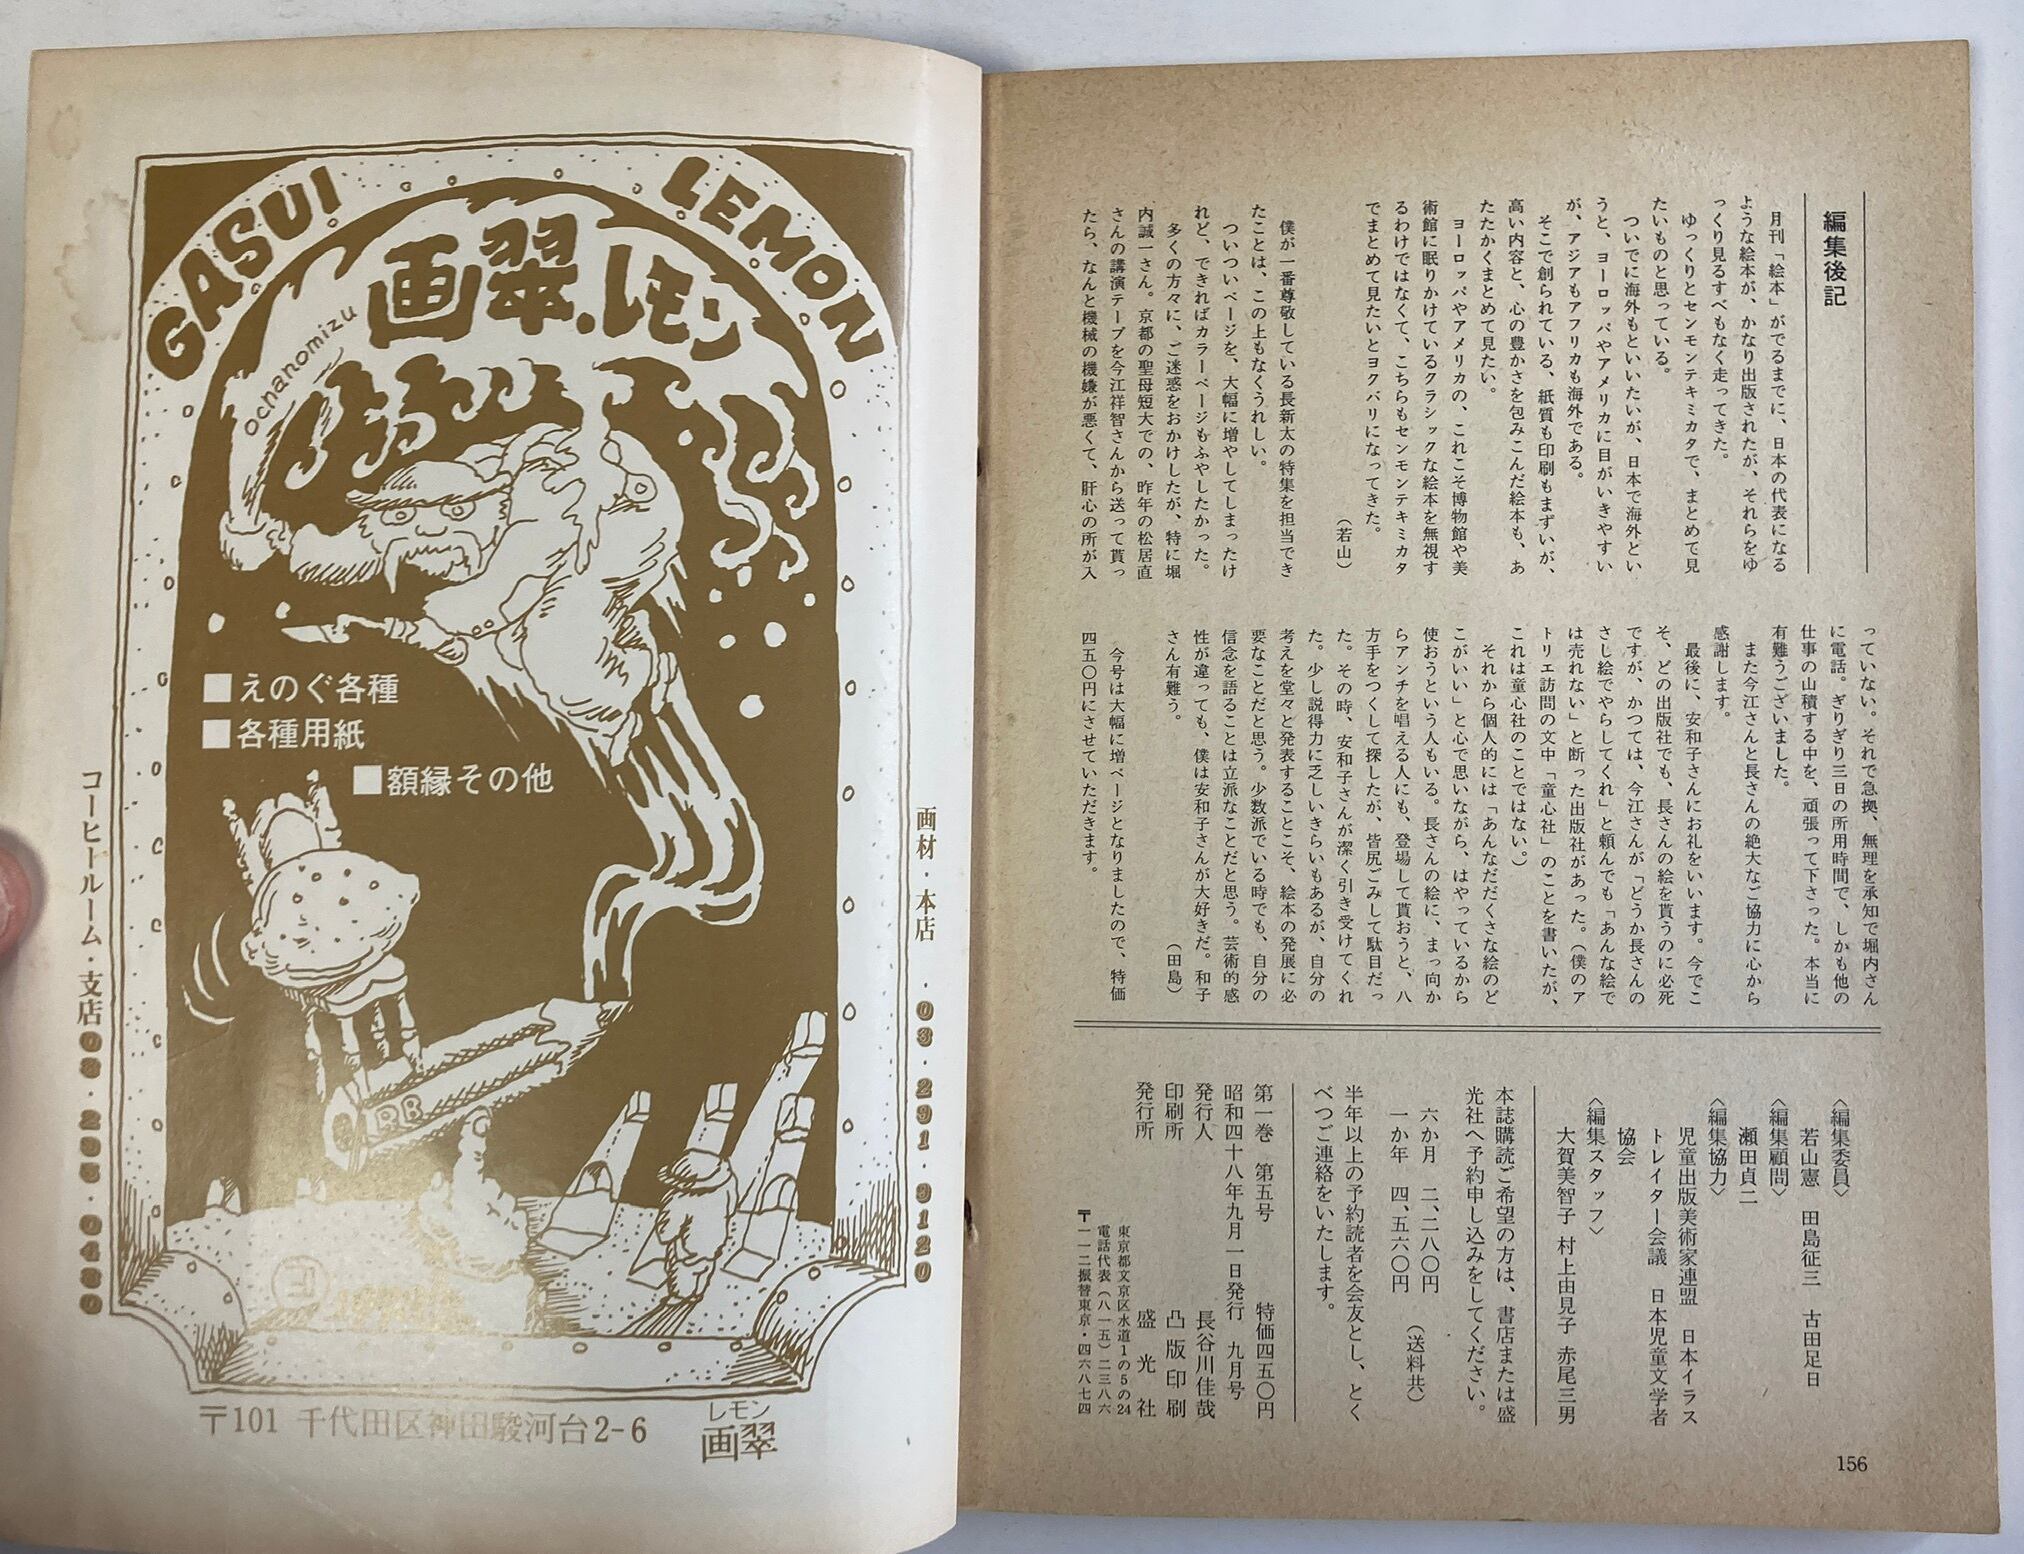 編集後記
月刊「絵本」がでるまでに、日本の代表になる
ような絵本が、かなり出版されたが、それらをゆ
っくり見るすべもなく走ってきた。
ゆっくりとセンモンテキミカタで、まとめて見
たいものと思っている。
ついでに海外もといいたいが、日本で海外とい
うと、ヨーロッパやアメリカに目がいきやすい
が、アジアもアフリカも海外である。
そこで創られている、紙質も印刷もまずいが、
高い内容と、心の豊かさを包みこんだ絵本も、あ
たたかくまとめて見たい。
ヨーロッパやアメリカの、これこそ博物館や美
術館に眠りかけているクラシックな絵本を無視す
るわけではなくて、こちらもセンモンテキミカタ
でまとめて見たいとヨクバリになってきた。
（若山）
僕が一番尊敬している長新太の特集を担当でき
たことは、この上もなくうれしい。
ついついページを、大幅に増やしてしまったけ
れど、できればカラーページもふやしたかった。
多くの方々に、ご迷惑をおかけしたが、特に堀
内誠一さん。京都の聖母短大での、昨年の松居直
さんの講演テープを今江祥智さんから送って貰っ
たら、なんと機械の機嫌が悪くて、肝心の所が入
っていない。それで急拠、無理を承知で堀内さん
に電話。ぎりぎり三日の所用時間で、しかも他の
仕事の山積する中を、頑張って下さった。本当に
有難うございました。
また今江さんと長さんの絶大なご協力に心から
感謝します。
最後に、安和子さんにお礼をいいます。今でこ
そ、どの出版社でも、長さんの絵を貰うのに必死
ですが、かつては、今江さんが「どうか長さんの
さし絵でやらしてくれ」と頼んでも「あんな絵で
は売れない」と断った出版社があった。（僕のア
トリエ訪問の文中「童心社」のことを書いたが、
これは童心社のことではない。）
それから個人的には「あんなだだくさな絵のど
こがいい」と心で思いながら、はやっているから
使おうという人もいる。長さんの絵に、まっ向か
らアンチを唱える人にも、登場して貰おうと、八
方手をつくして探したが、皆尻ごみして駄目だっ
た。その時、安和子さんが潔く引き受けてくれ
た。少し説得力に乏しいきらいもあるが、自分の
考えを堂々と発表することこそ、絵本の発展に必
要なことだと思う。少数派でいる時でも、自分の
信念を語ることは立派なことだと思う。芸術的感
性が違っても、僕は安和子さんが大好きだ。和子
さん有難う。
（田島）
今号は大幅に増ページとなりましたので、特価
四五〇円にさせていただきます。
〈編集委員〉
若山憲　田島征三　古田足日
〈編集顧問〉
瀬田貞二
〈編集協力〉
児童出版美術家連盟　日本イラス
トレイター会議　日本児童文学者
協会
〈編集スタッフ〉
大賀美智子　村上由見子　赤尾三男
本誌購読ご希望の方は、書店または盛
光社へ予約申し込みをしてください。
六か月　二、二八〇円
一か年　四、五六〇円　（送料共）
半年以上の予約読者を会友とし、とく
べつご連絡をいたします。
第一巻　第五号　特価四五〇円
昭和四十八年九月一日発行　九月号
発行人　長谷川佳哉
印刷所　凸版印刷
発行所　盛光社
東京都文京区水道1の5の24
電話代表（八一五）二三八六
〒一一二振替東京・四六八七四
156
GASUI LEMON
画翠.レモン
ochanomizu
■えのぐ各種
■各種用紙
■額縁その他
BB
画材・本店・03・291・9120
コーヒールーム・支店03・295・0480
〒101 千代田区神田駿河台2-6
レモン
画翠